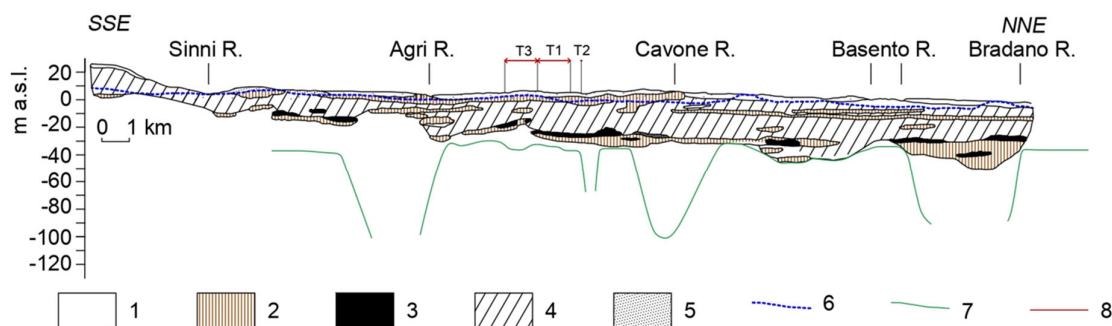 SSE
NNE
Sinni R. Agri R. T3 T1 T2 Cavone R. Basento R. Bradano R.
m a.s.l.
20
0
-20
-40
-60
-80
-100
-120
0 1 km
1 2 3 4 5 6 7 8